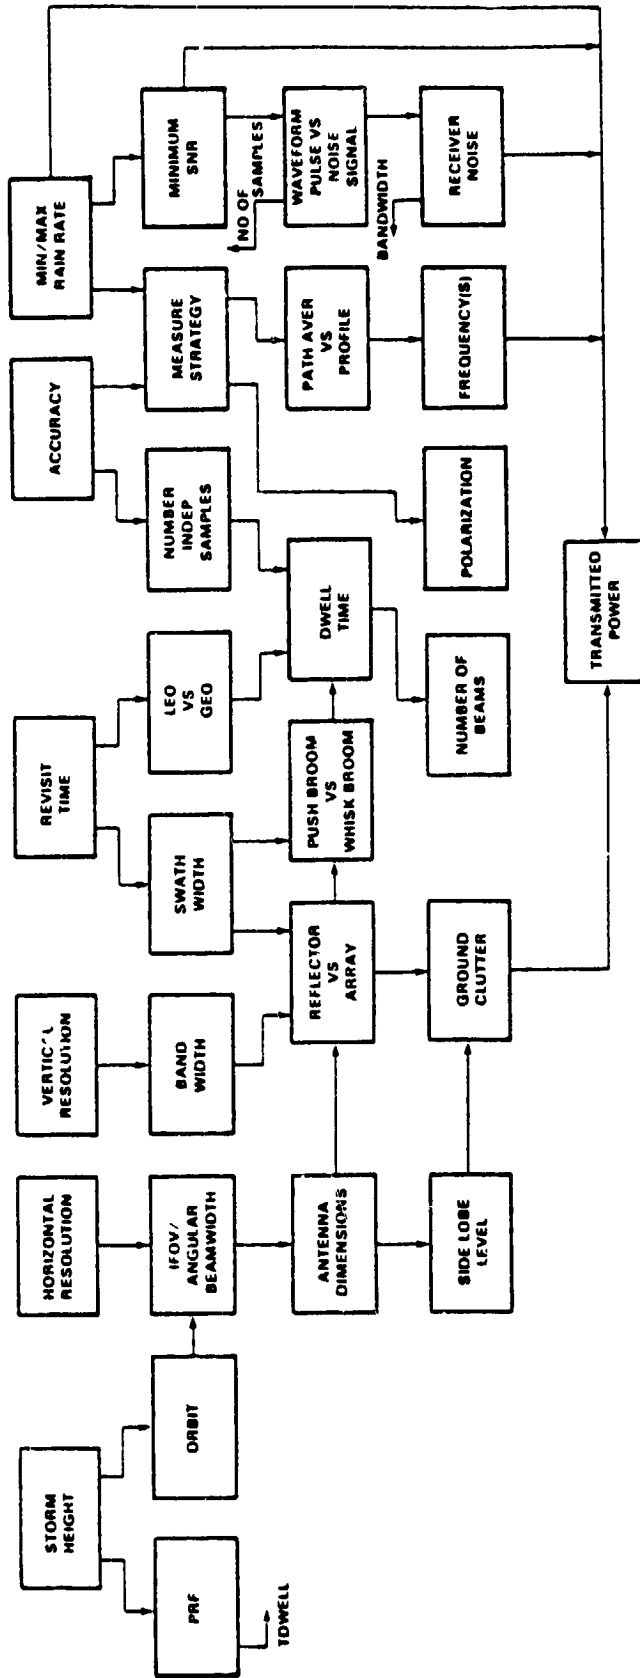 STORM
HEIGHT
HORIZONTAL
RESOLUTION
VERTICAL
RESOLUTION
REVISIT
TIME
ACCURACY
MIN/MAX
RAIN RATE
PRF
ORBIT
IFOV/
ANGULAR
BEAMWIDTH
BAND
WIDTH
SWATH
WIDTH
LEO
VS
GEO
NUMBER
INDEP
SAMPLES
MEASURE
STRATEGY
MINIMUM
SNR
TDWELL
NO OF
SAMPLES
ANTENNA
DIMENSIONS
REFLECTOR
VS
ARRAY
PUSH BROOM
VS
WHISK BROOM
DWELL
TIME
PATH AVER
VS
PROFILE
WAVEFORM
PULSE VS
NOISE
SIGNAL
BANDWIDTH
SIDE LOBE
LEVEL
GROUND
CLUTTER
NUMBER OF
BEAMS
POLARIZATION
FREQUENCY(S)
RECEIVER
NOISE
TRANSMITTED
POWER